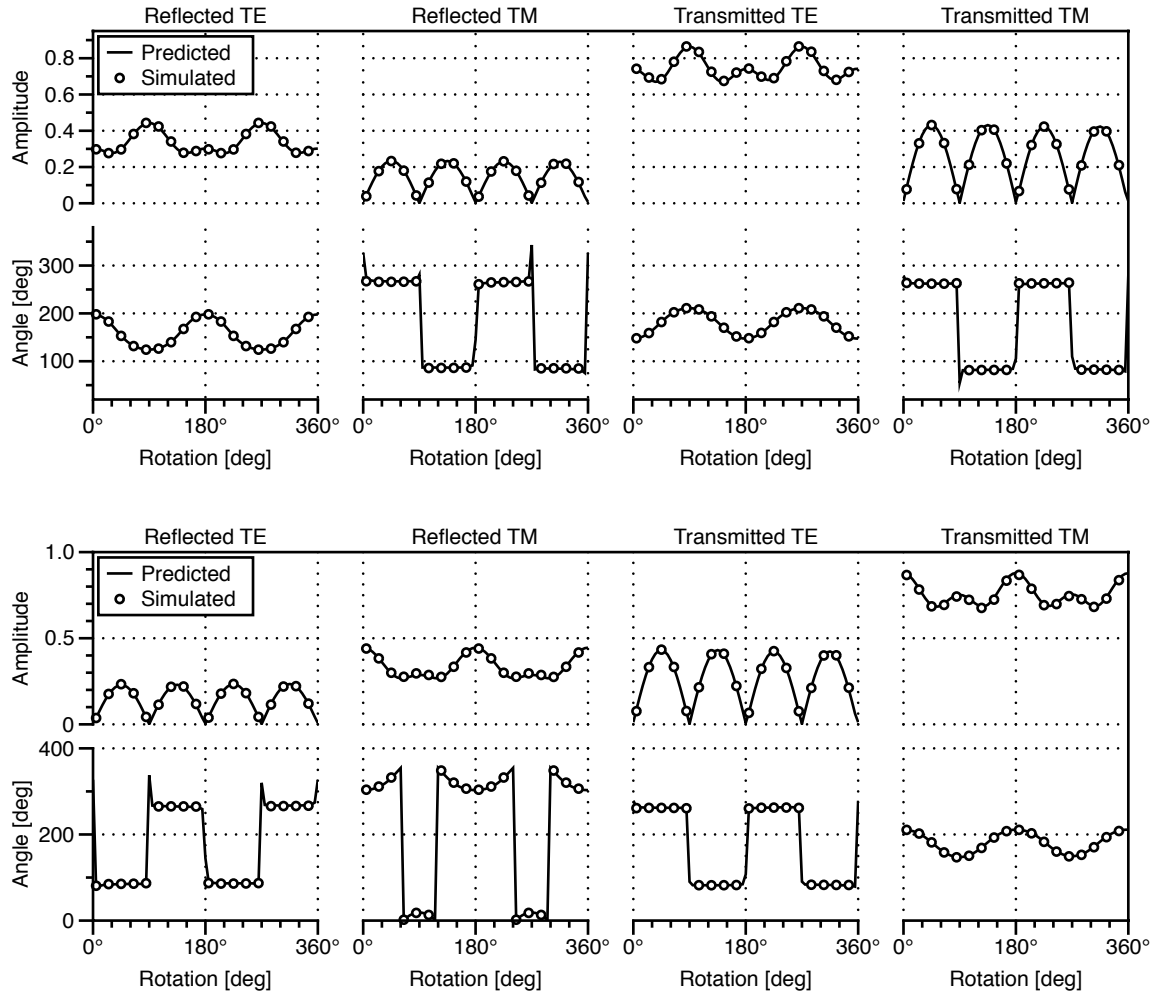 Reflected TE Reflected TM Transmitted TE Transmitted TM
Predicted
Simulated
Amplitude
0.8
0.6
0.4
0.2
0
Angle [deg]
300
200
100
0° 180° 360° 0° 180° 360° 0° 180° 360° 0° 180° 360°
Rotation [deg] Rotation [deg] Rotation [deg] Rotation [deg]
Reflected TE Reflected TM Transmitted TE Transmitted TM
Predicted
Simulated
Amplitude
1.0
0.5
0
Angle [deg]
400
200
0
0° 180° 360° 0° 180° 360° 0° 180° 360° 0° 180° 360°
Rotation [deg] Rotation [deg] Rotation [deg] Rotation [deg]